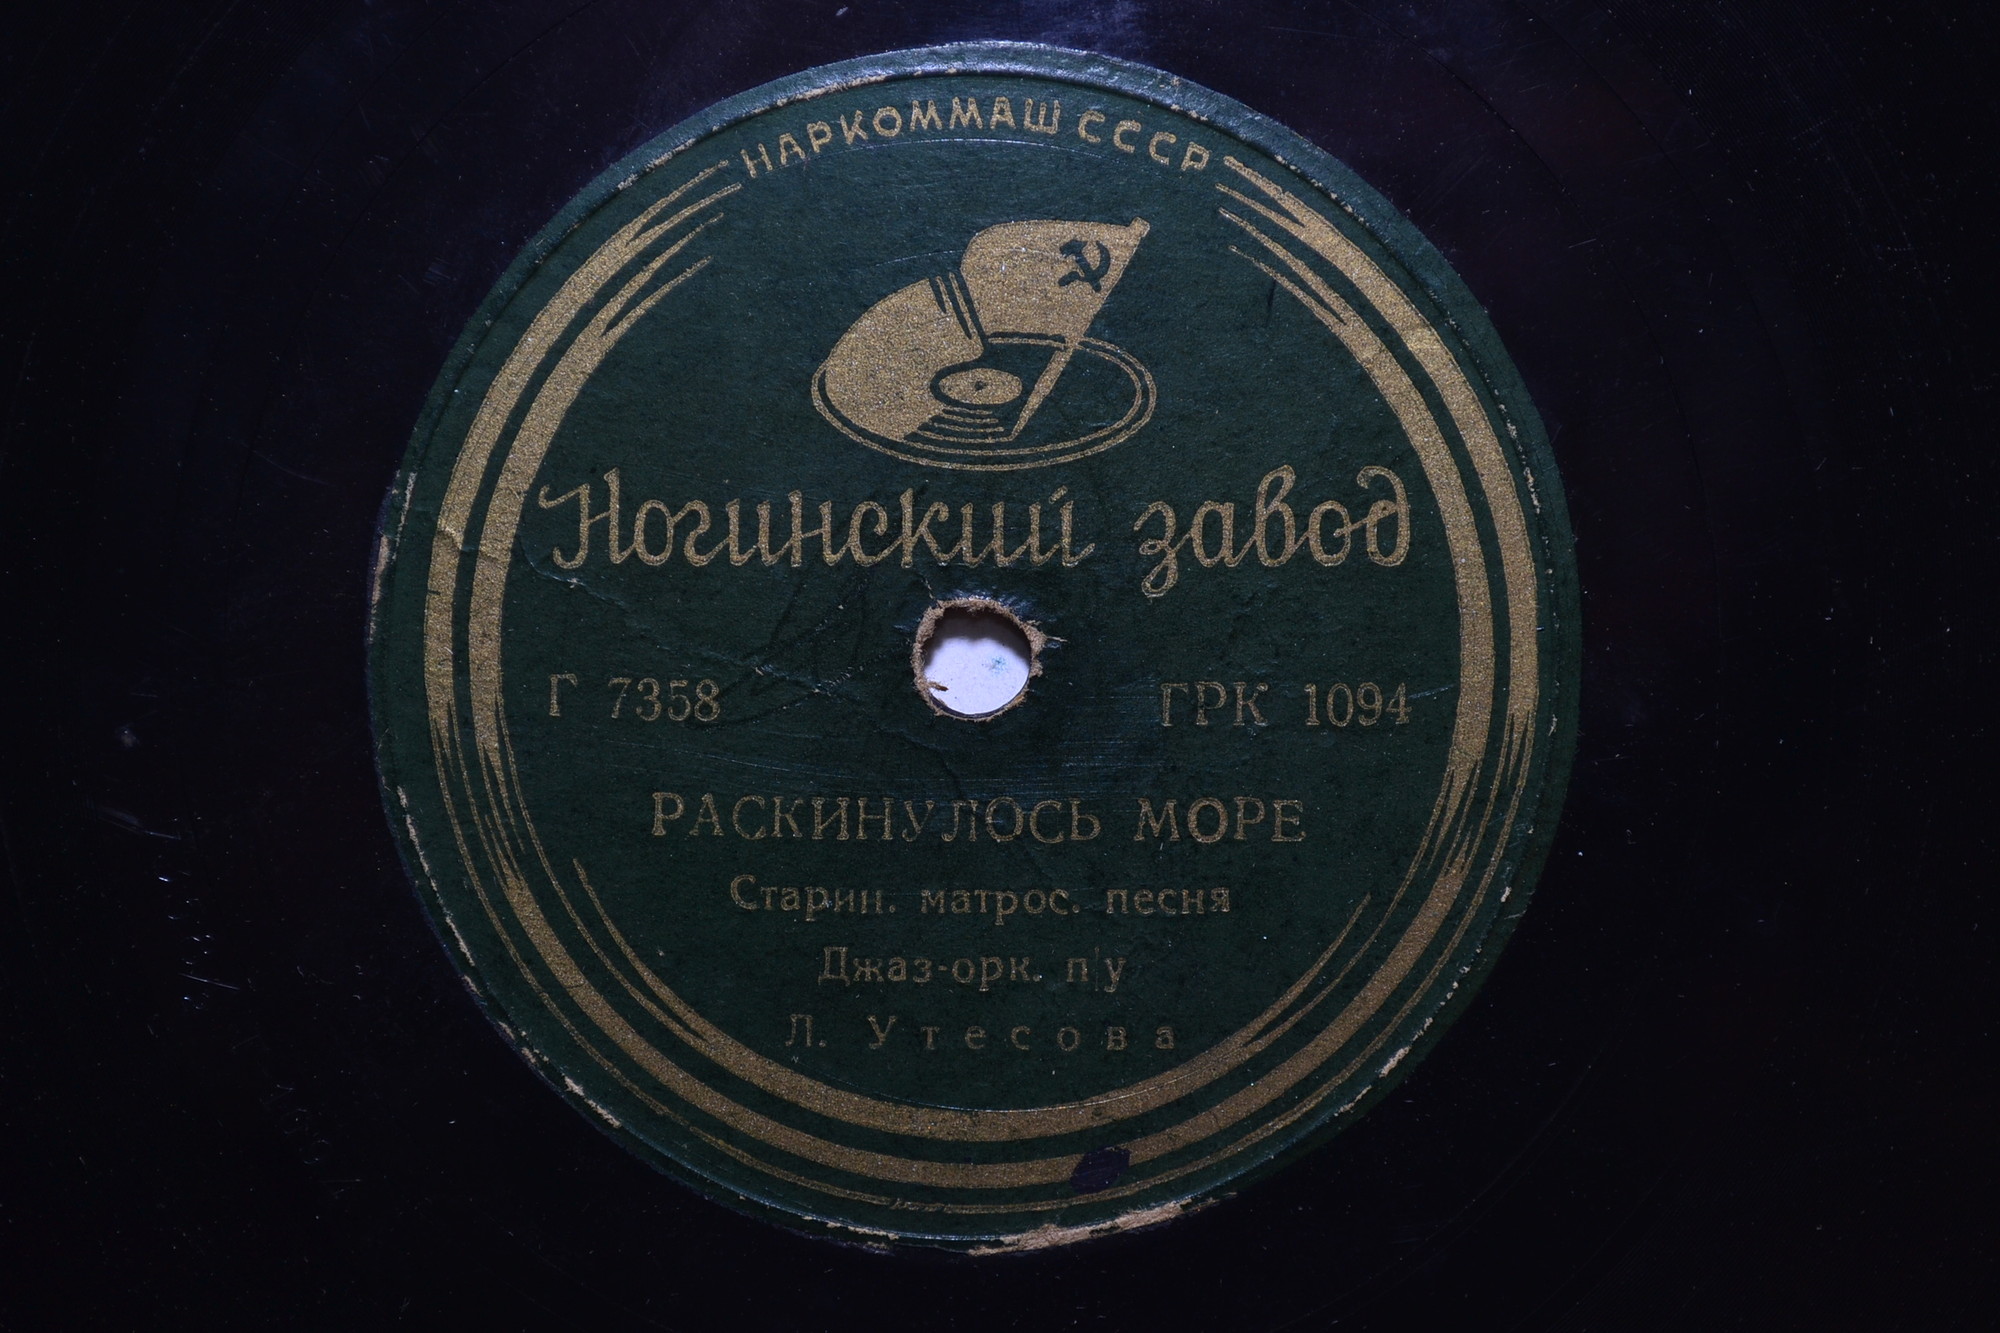 НАРКОММАШ СССР
Ногинский завод
Г 7358 ГРК 1094
РАСКИНУЛОСЬ МОРЕ
Старин. матрос. песня
Джаз-орк. п/у
Л. Утесова